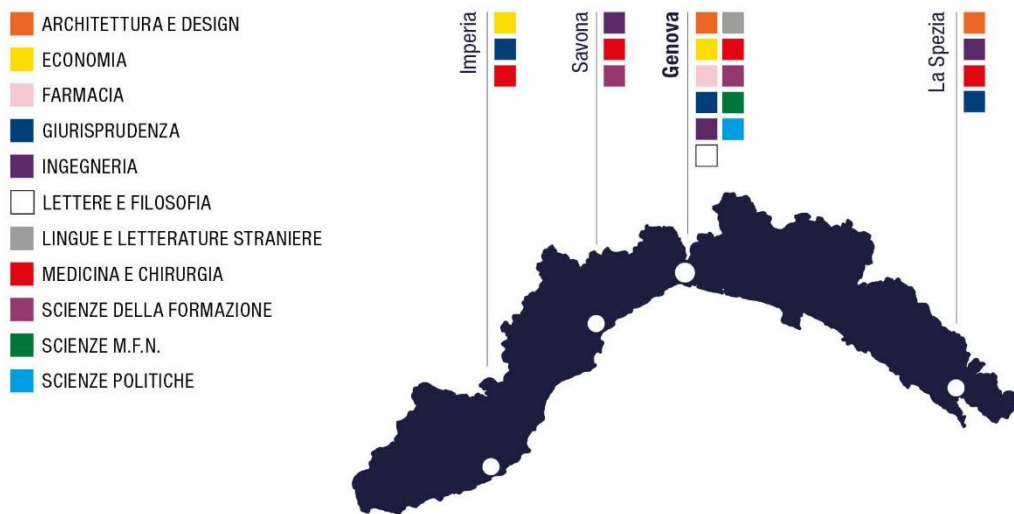 ARCHITETTURA E DESIGN
ECONOMIA
FARMACIA
GIURISPRUDENZA
INGEGNERIA
LETTERE E FILOSOFIA
LINGUE E LETTERATURE STRANIERE
MEDICINA E CHIRURGIA
SCIENZE DELLA FORMAZIONE
SCIENZE M.F.N.
SCIENZE POLITICHE
Imperia
Savona
Genova
La Spezia